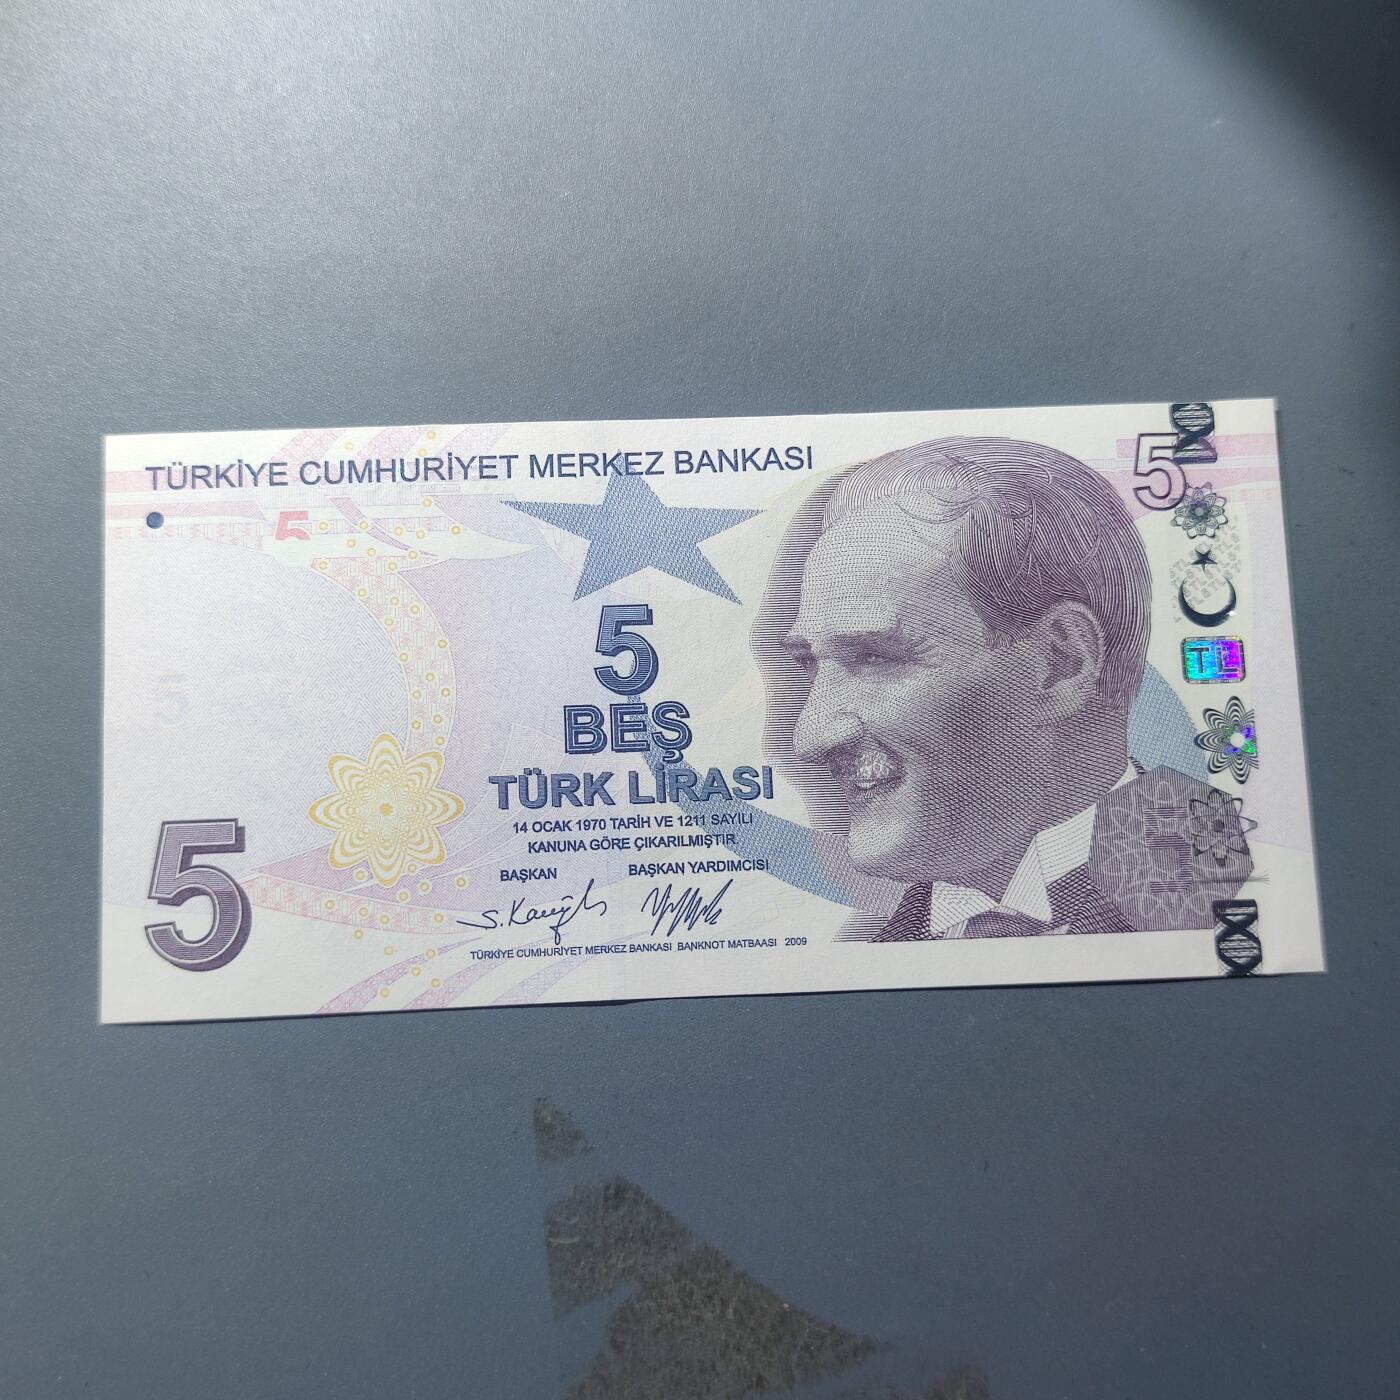 TÜRKİYE CUMHURİYET MERKEZ BANKASI
5
5
5
BEŞ
TÜRK LİRASI
14 OCAK 1970 TARİH VE 1211 SAYILI
KANUNA GÖRE ÇIKARILMIŞTIR.
BAŞKAN BAŞKAN YARDIMCISI
TÜRKİYE CUMHURİYET MERKEZ BANKASI BANKNOT MATBAASI 2009
5
TL